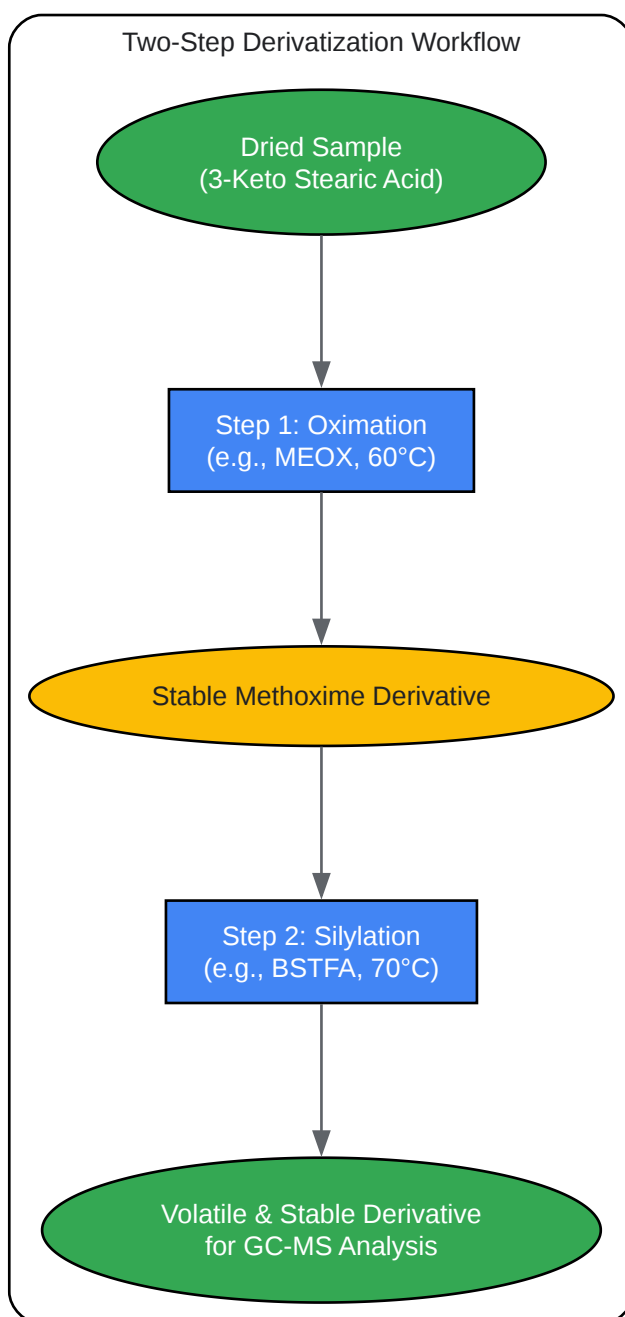 Two-Step Derivatization Workflow
Dried Sample
(3-Keto Stearic Acid)
Step 1: Oximation
(e.g., MEOX, 60°C)
Stable Methoxime Derivative
Step 2: Silylation
(e.g., BSTFA, 70°C)
Volatile & Stable Derivative
for GC-MS Analysis